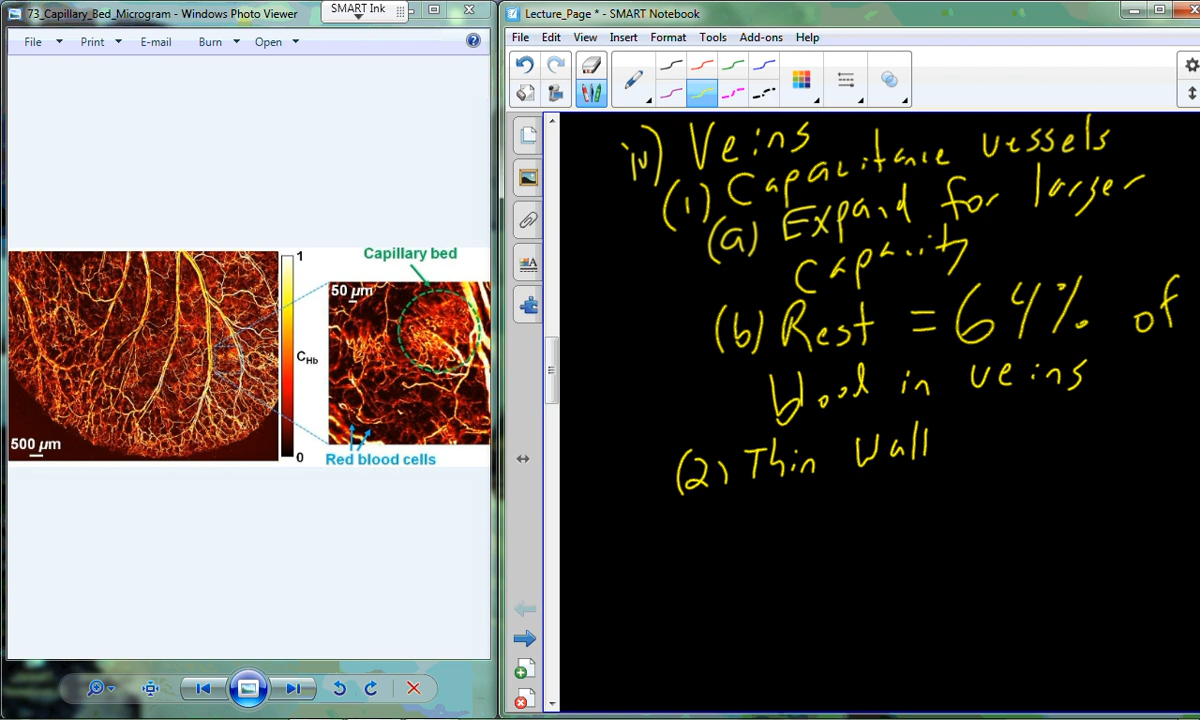 73_Capillary_Bed_Microgram - Windows Photo Viewer
SMART Ink
File Print E-mail Burn Open
Capillary bed
1
50 μm
C_Hb
500 μm
0
Red blood cells
Lecture_Page * - SMART Notebook
File Edit View Insert Format Tools Add-ons Help
iv) Veins
(1) Capacitance vessels
(a) Expand for larger
Capacity
(b) Rest = 64% of
blood in veins
(2) Thin Wall